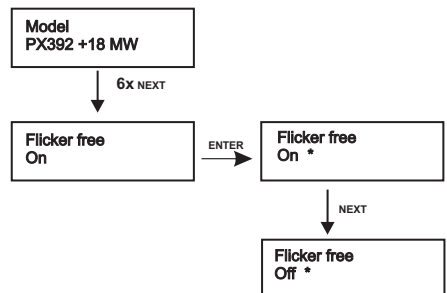 Model
PX392 +18 MW
6x NEXT
Flicker free
On
ENTER
Flicker free
On *
NEXT
Flicker free
Off *